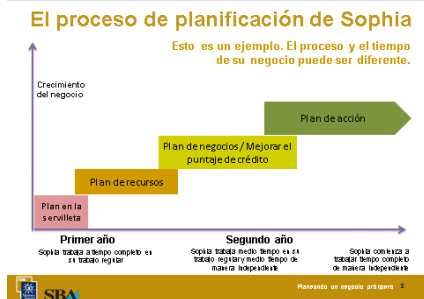 El proceso de planificación de Sophia
Esto es un ejemplo. El proceso y el tiempo
de su negocio puede ser diferente.
Crecimiento
del negocio
Plan de acción
Plan de negocios / Mejorar el
puntaje de crédito
Plan de recursos
Plan en la
servilleta
Primer año
Sophia trabaja a tiempo completo en
su trabajo regular
Segundo año
Sophia trabaja medio tiempo en su
trabajo regular y medio tiempo de
manera independiente
Sophia comienza a
trabajar tiempo completo
de manera independiente
SBA
Planeando un negocio próspero